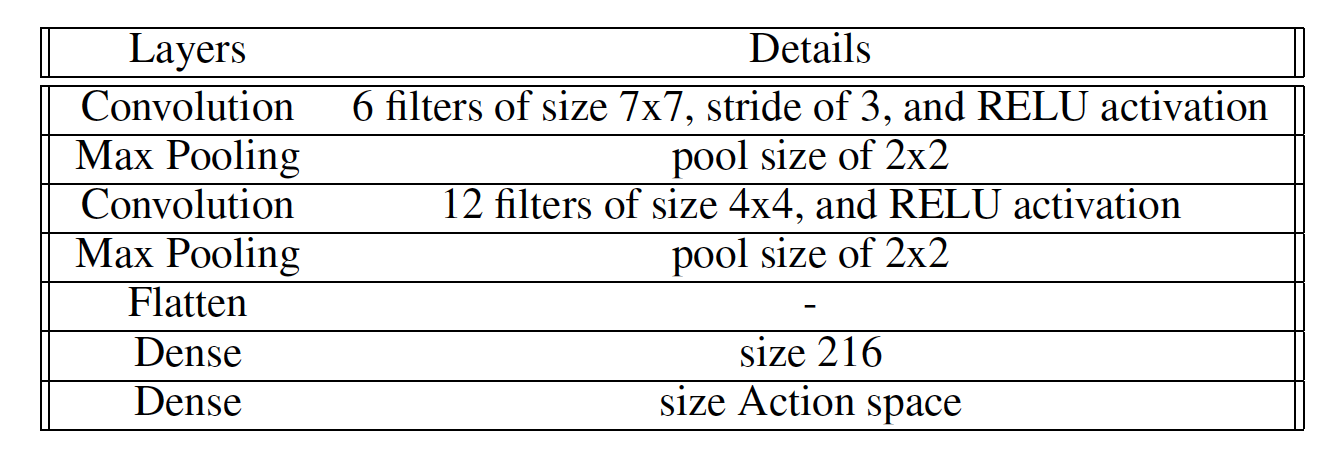 Layers Details
Convolution 6 filters of size 7x7, stride of 3, and RELU activation
Max Pooling pool size of 2x2
Convolution 12 filters of size 4x4, and RELU activation
Max Pooling pool size of 2x2
Flatten -
Dense size 216
Dense size Action space